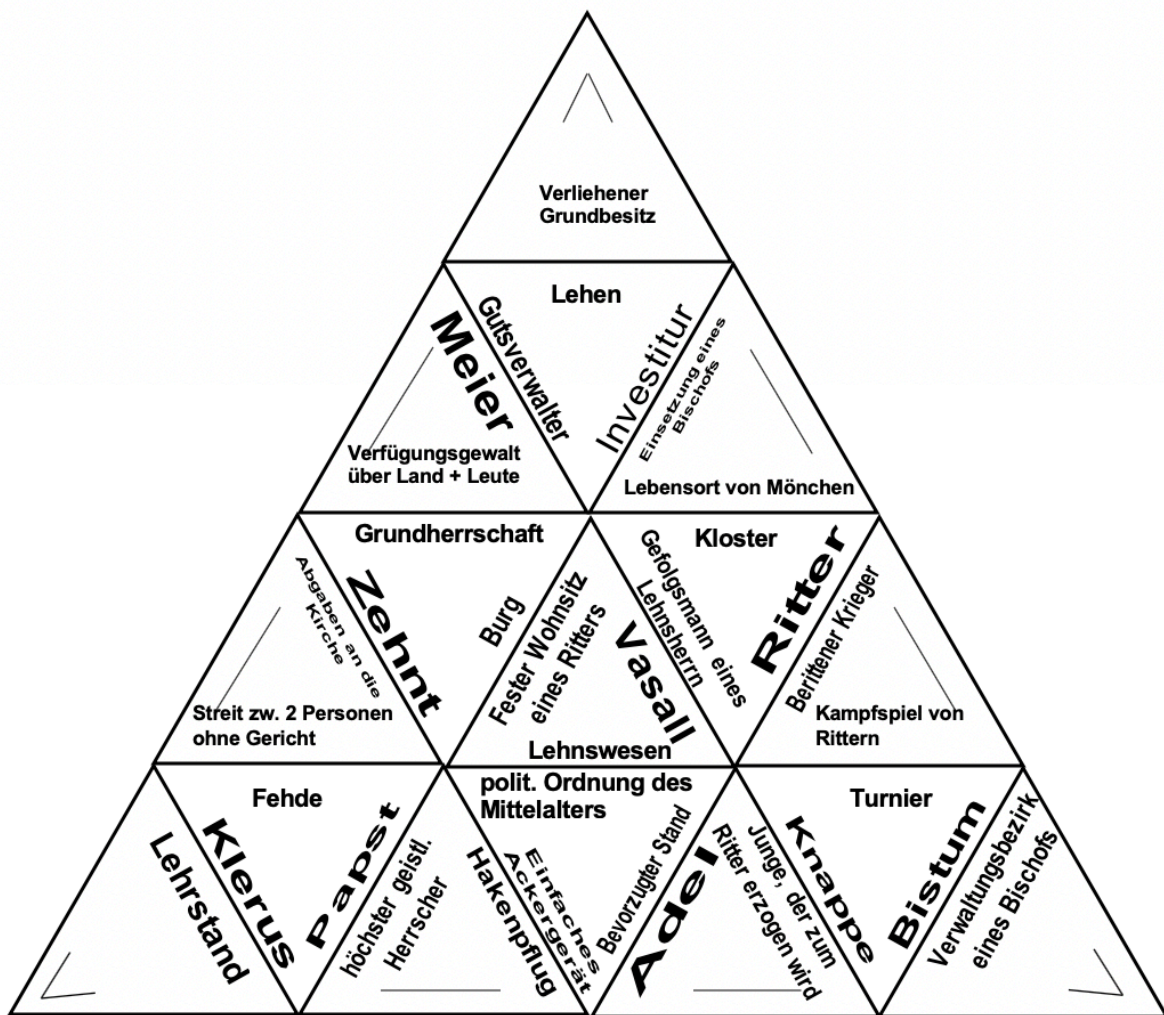 Verliehener
Grundbesitz
Lehen
Meier
Gutsverwalter
Investitur
Einsetzung eines
Bischofs
Verfügungsgewalt
über Land + Leute
Lebensort von Mönchen
Grundherrschaft
Kloster
Abgaben an die
Kirche
Zehnt
Burg
Fester Wohnsitz
eines Ritters
Vasall
Gefolgsmann eines
Lehnsherrn
Ritter
Berittener Krieger
Streit zw. 2 Personen
ohne Gericht
Lehnswesen
Kampfspiel von
Rittern
Fehde
polit. Ordnung des
Mittelalters
Turnier
Lehrstand
Klerus
Papst
höchster geistl.
Herrscher
Hakenpflug
Einfaches
Ackergerät
Bevorzugter Stand
Adel
Junge, der zum
Ritter erzogen wird
Knappe
Bistum
Verwaltungsbezirk
eines Bischofs